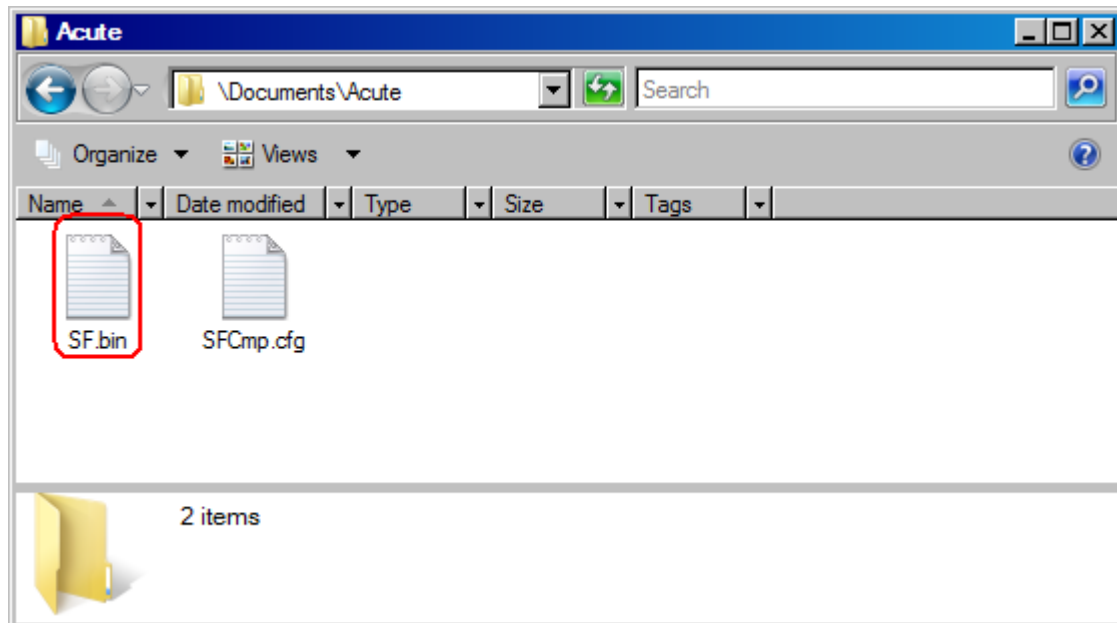 Acute
\Documents\Acute Search
Organize Views
Name Date modified Type Size Tags
SF.bin SFCmp.cfg
2 items